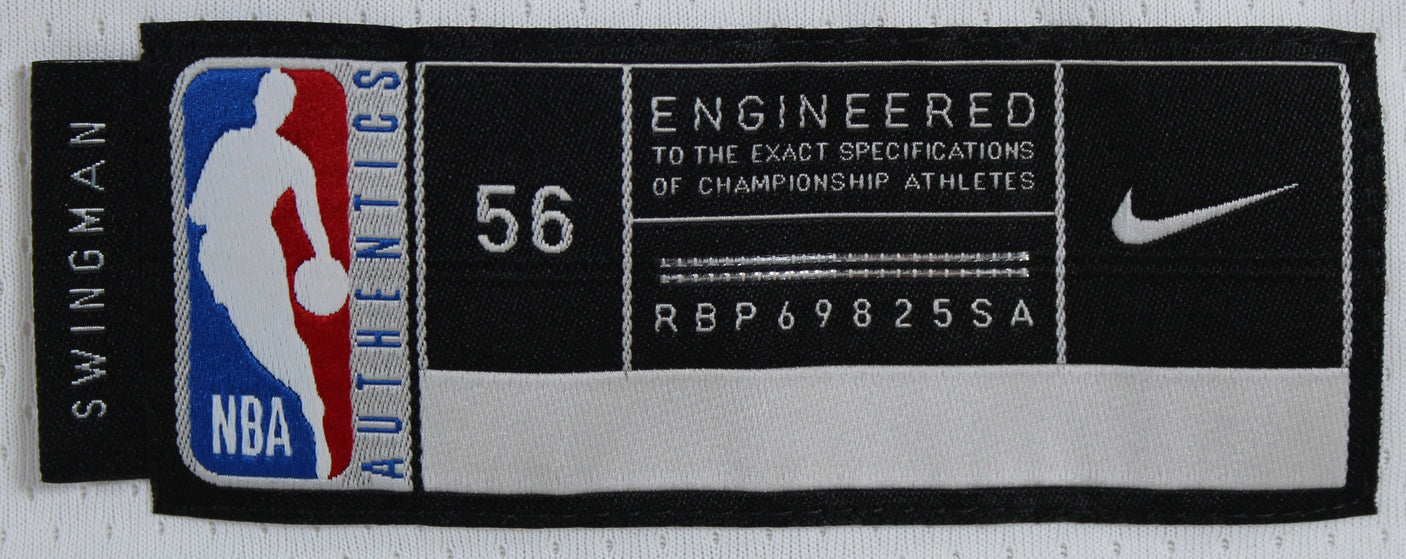 SWINGMAN
NBA
AUTHENTICS
56
ENGINEERED
TO THE EXACT SPECIFICATIONS
OF CHAMPIONSHIP ATHLETES
RBP69825SA